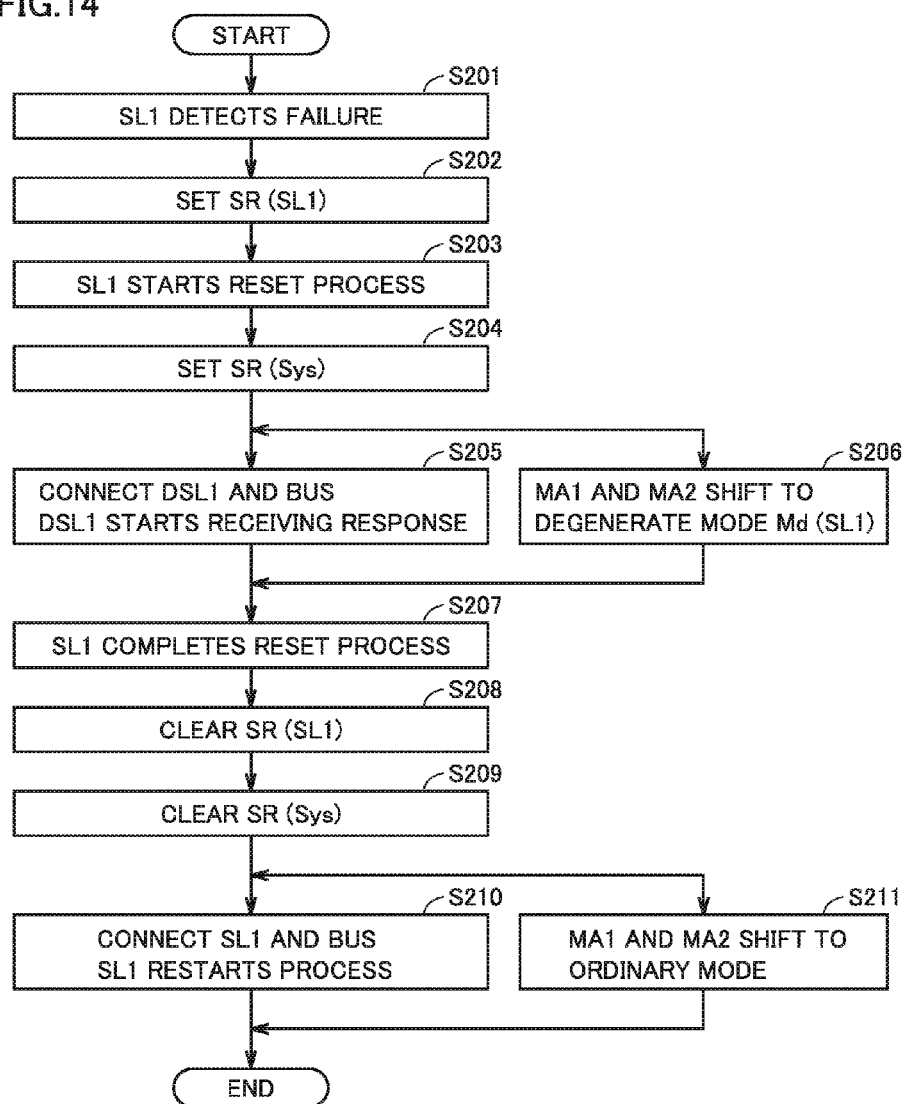 FIG.14
START
S201
SL1 DETECTS FAILURE
S202
SET SR (SL1)
S203
SL1 STARTS RESET PROCESS
S204
SET SR (Sys)
S205
CONNECT DSL1 AND BUS
DSL1 STARTS RECEIVING RESPONSE
S206
MA1 AND MA2 SHIFT TO
DEGENERATE MODE Md (SL1)
S207
SL1 COMPLETES RESET PROCESS
S208
CLEAR SR (SL1)
S209
CLEAR SR (Sys)
S210
CONNECT SL1 AND BUS
SL1 RESTARTS PROCESS
S211
MA1 AND MA2 SHIFT TO
ORDINARY MODE
END